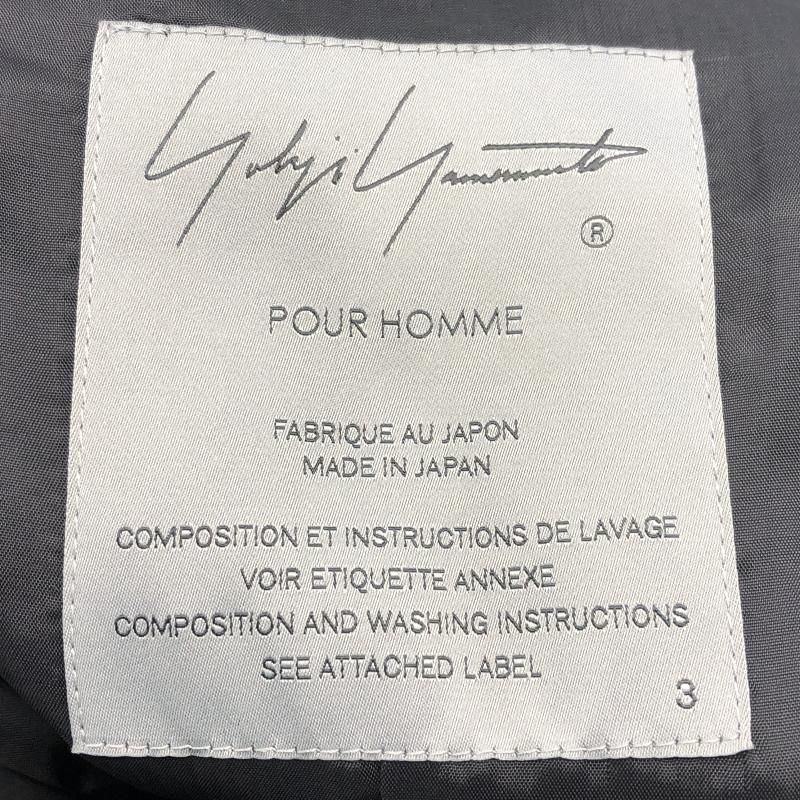 Yohji Yamamoto
®
POUR HOMME
FABRIQUE AU JAPON
MADE IN JAPAN
COMPOSITION ET INSTRUCTIONS DE LAVAGE
VOIR ETIQUETTE ANNEXE
COMPOSITION AND WASHING INSTRUCTIONS
SEE ATTACHED LABEL
3